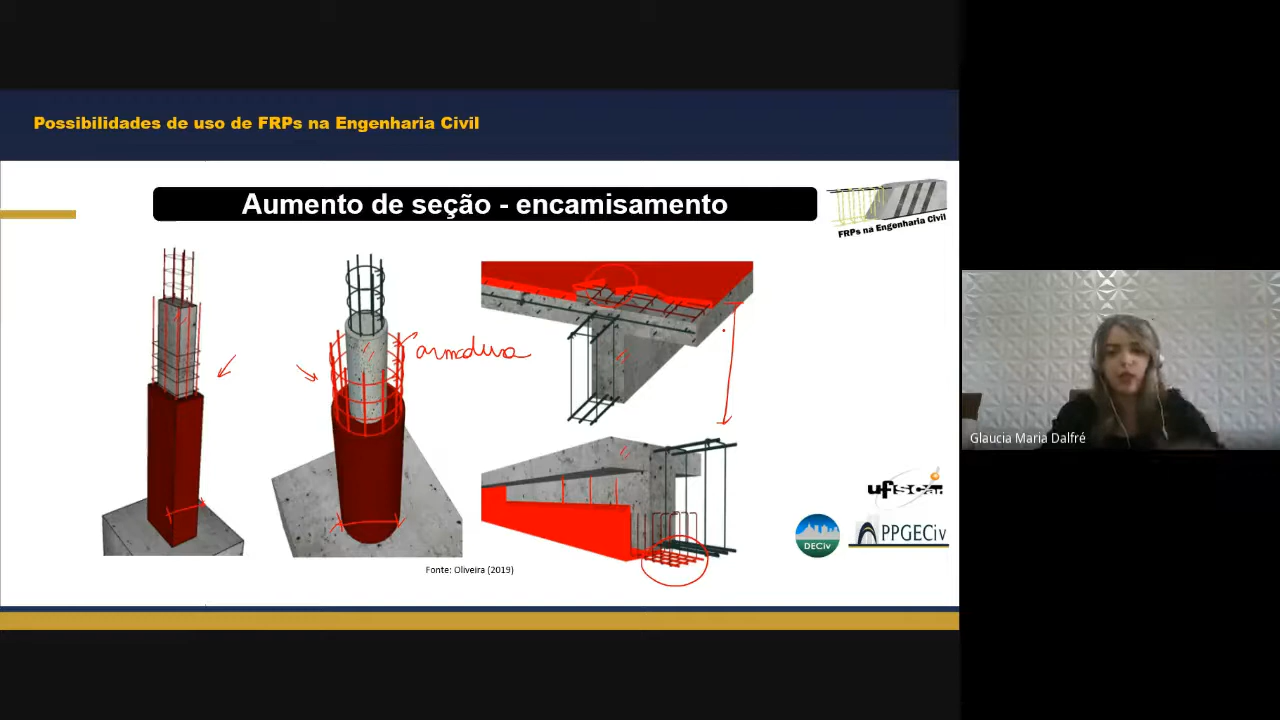 Possibilidades de uso de FRPs na Engenharia Civil
Aumento de seção - encamisamento
FRPs na Engenharia Civil
armadura
Fonte: Oliveira (2019)
Glaucia Maria Dalfré
ufscar
DECiv
PPGECiv